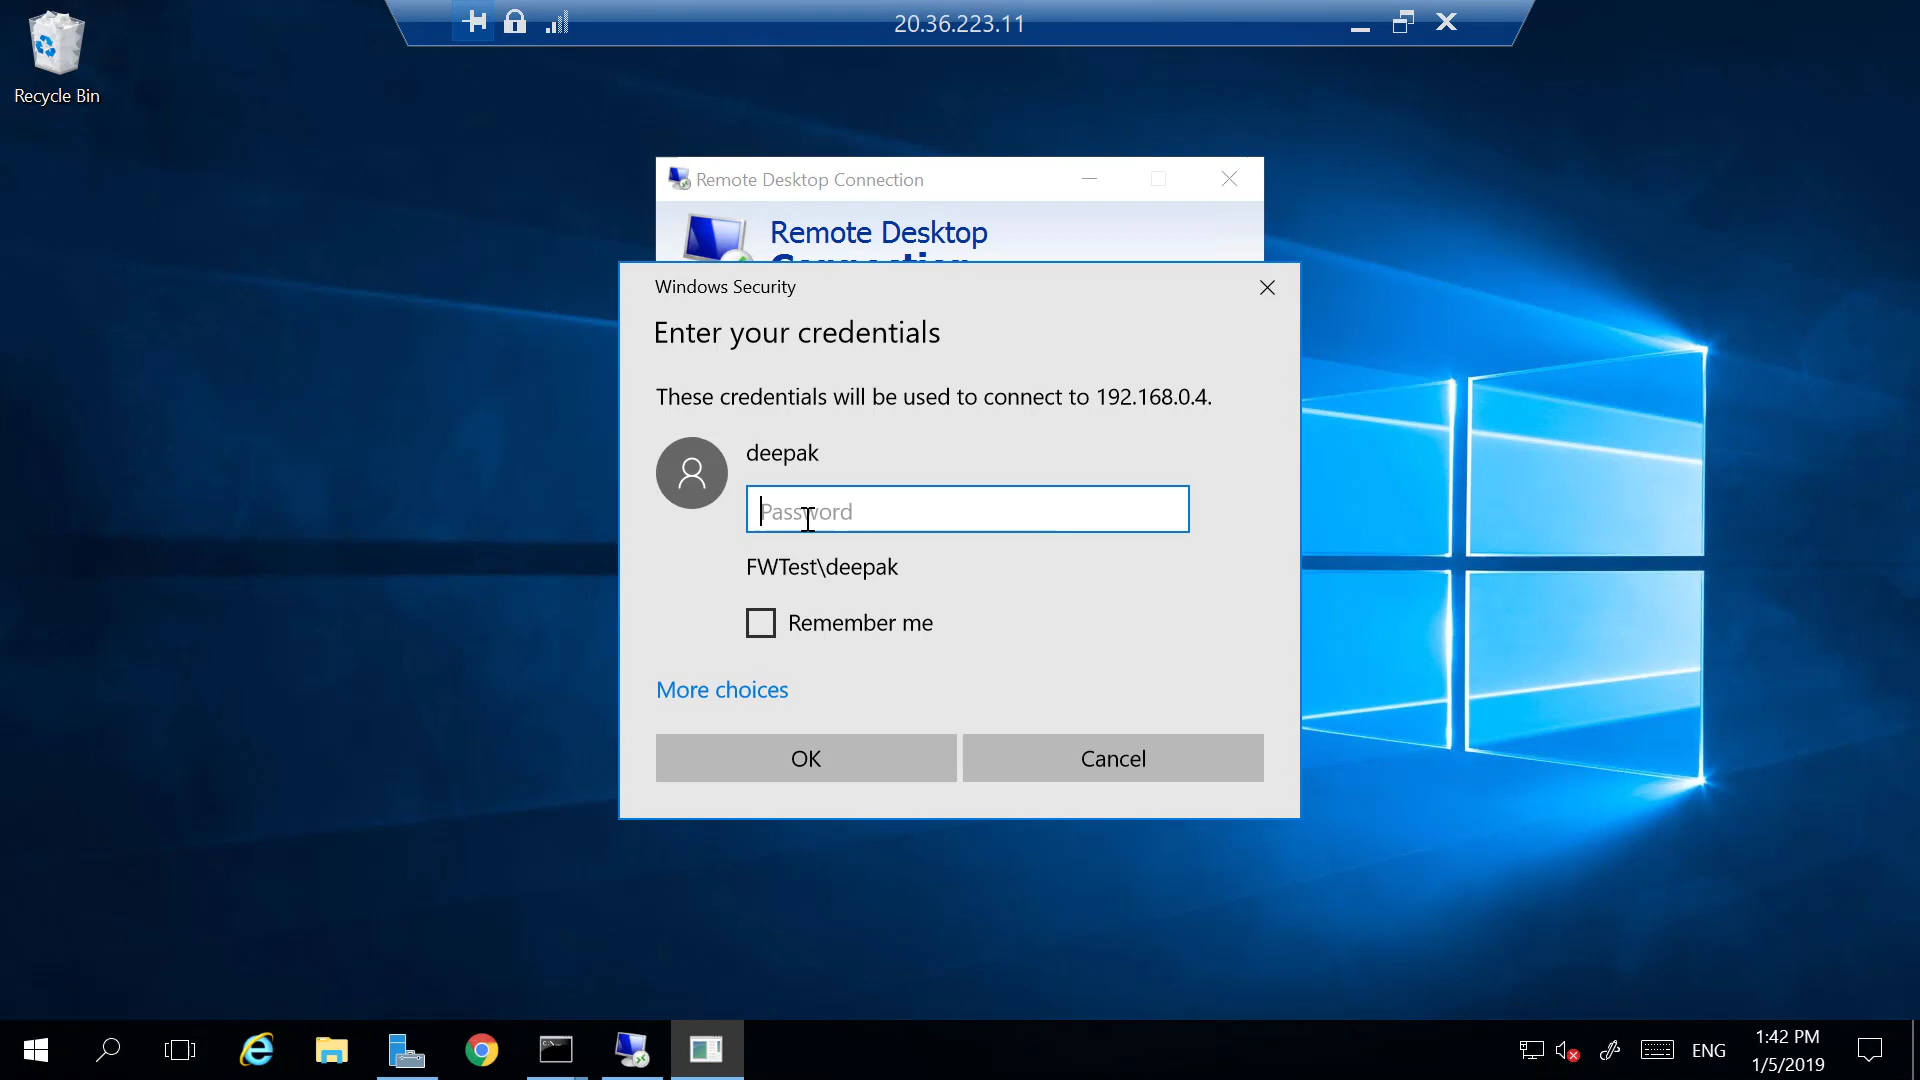 20.36.223.11
Recycle Bin
Remote Desktop Connection
Remote Desktop
Connection
Windows Security
Enter your credentials
These credentials will be used to connect to 192.168.0.4.
deepak
Password
FWTest\deepak
Remember me
More choices
OK
Cancel
ENG
1:42 PM
1/5/2019